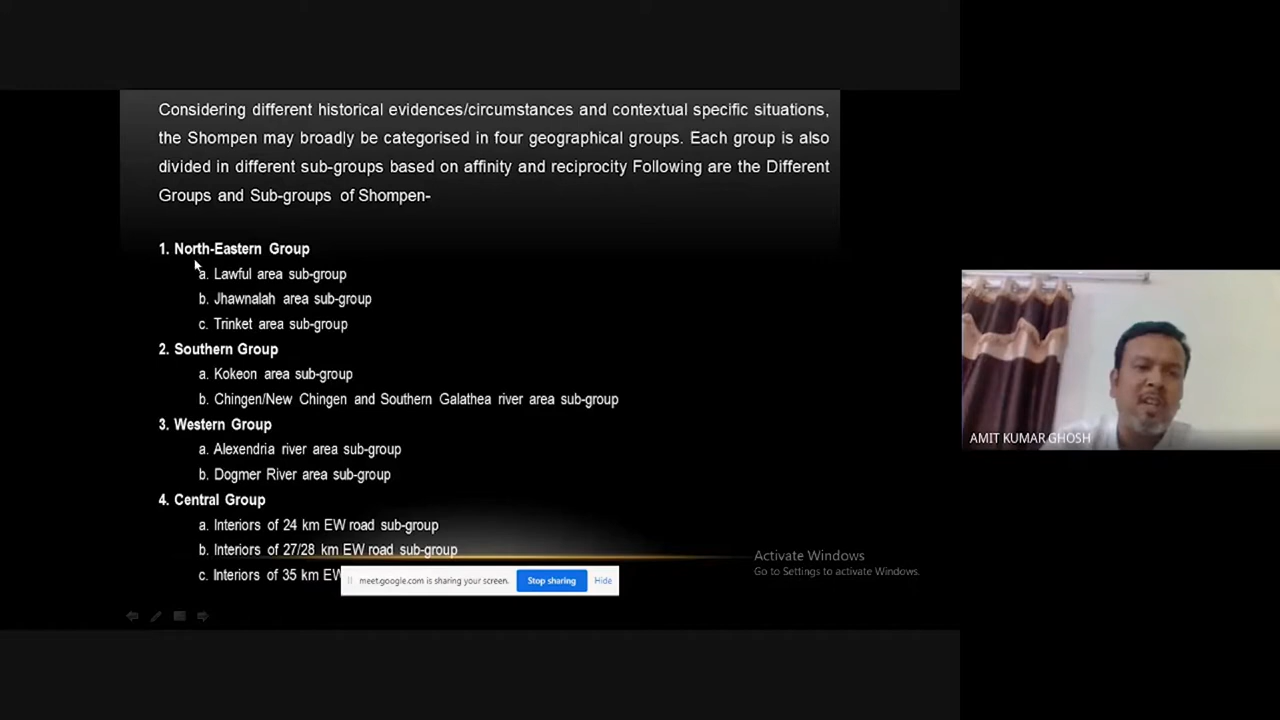 Considering different historical evidences/circumstances and contextual specific situations,
the Shompen may broadly be categorised in four geographical groups. Each group is also
divided in different sub-groups based on affinity and reciprocity Following are the Different
Groups and Sub-groups of Shompen-
1. North-Eastern Group
a. Lawful area sub-group
b. Jhawnalah area sub-group
c. Trinket area sub-group
2. Southern Group
a. Kokeon area sub-group
b. Chingen/New Chingen and Southern Galathea river area sub-group
3. Western Group
a. Alexendria river area sub-group
b. Dogmer River area sub-group
4. Central Group
a. Interiors of 24 km EW road sub-group
b. Interiors of 27/28 km EW road sub-group
c. Interiors of 35 km EW
meet.google.com is sharing your screen.
Stop sharing
Hide
Activate Windows
Go to Settings to activate Windows.
AMIT KUMAR GHOSH